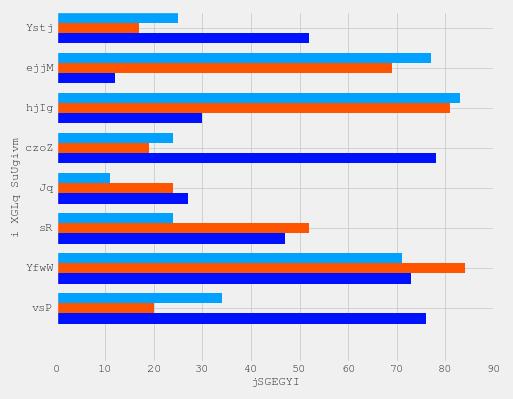 Ystj
ejjM
hjIg
czoZ
Jq
sR
YfwW
vsP
i XGLq SuUgivm
0 10 20 30 40 50 60 70 80 90
jSGEGYI